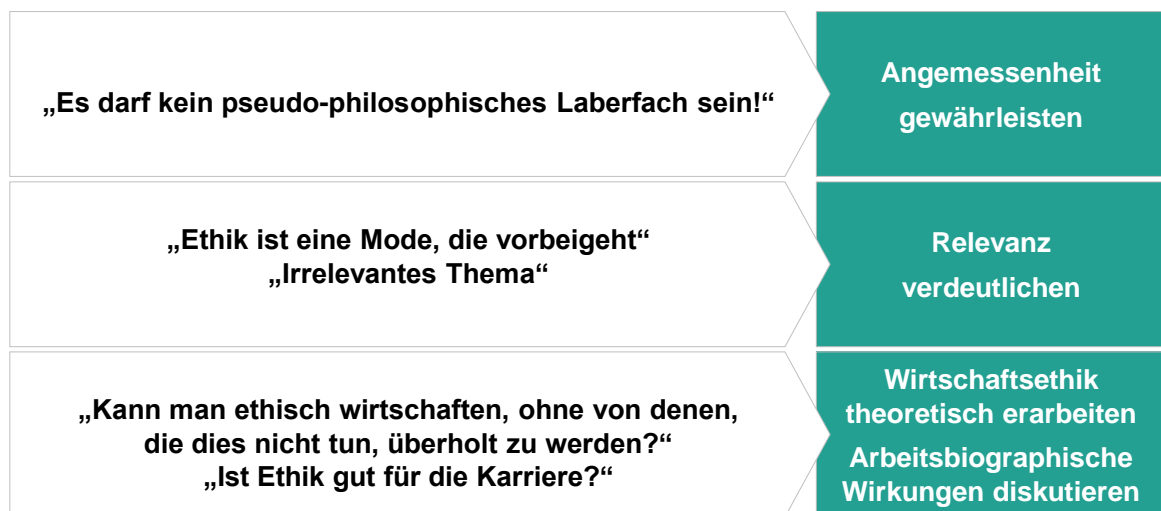 „Es darf kein pseudo-philosophisches Laberfach sein!“
Angemessenheit
gewährleisten
„Ethik ist eine Mode, die vorbeigeht“
„Irrelevantes Thema“
Relevanz
verdeutlichen
„Kann man ethisch wirtschaften, ohne von denen,
die dies nicht tun, überholt zu werden?“
„Ist Ethik gut für die Karriere?“
Wirtschaftsethik
theoretisch erarbeiten
Arbeitsbiographische
Wirkungen diskutieren